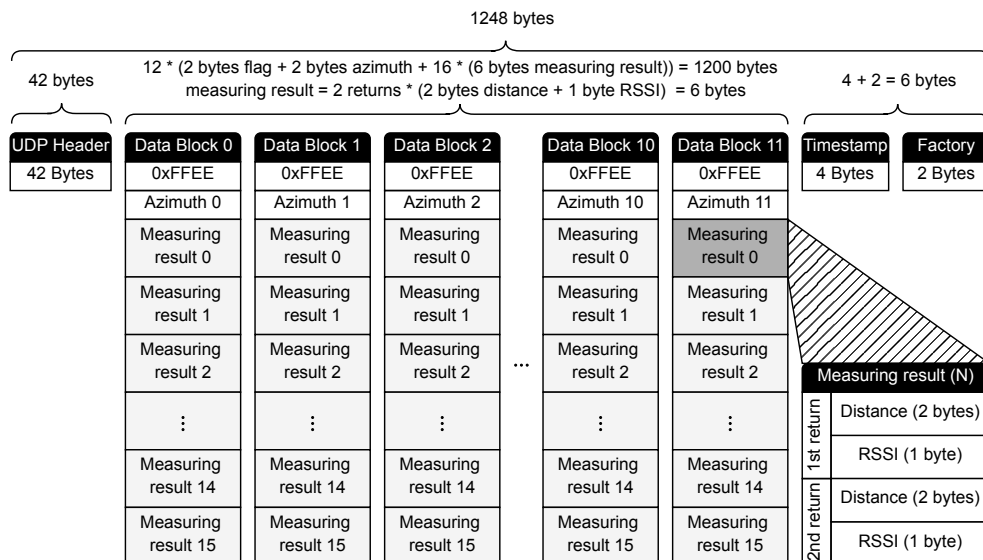 1248 bytes
42 bytes
12 * (2 bytes flag + 2 bytes azimuth + 16 * (6 bytes measuring result)) = 1200 bytes
measuring result = 2 returns * (2 bytes distance + 1 byte RSSI)  = 6 bytes
4 + 2 = 6 bytes
UDP Header
42 Bytes
Data Block 0
0xFFEE
Azimuth 0
Measuring
result 0
Measuring
result 1
Measuring
result 2
⋮
Measuring
result 14
Measuring
result 15
Data Block 1
0xFFEE
Azimuth 1
Measuring
result 0
Measuring
result 1
Measuring
result 2
⋮
Measuring
result 14
Measuring
result 15
Data Block 2
0xFFEE
Azimuth 2
Measuring
result 0
Measuring
result 1
Measuring
result 2
⋮
Measuring
result 14
Measuring
result 15
...
Data Block 10
0xFFEE
Azimuth 10
Measuring
result 0
Measuring
result 1
Measuring
result 2
⋮
Measuring
result 14
Measuring
result 15
Data Block 11
0xFFEE
Azimuth 11
Measuring
result 0
Measuring
result 1
Measuring
result 2
⋮
Measuring
result 14
Measuring
result 15
Timestamp
4 Bytes
Factory
2 Bytes
Measuring result (N)
1st return
Distance (2 bytes)
RSSI (1 byte)
2nd return
Distance (2 bytes)
RSSI (1 byte)